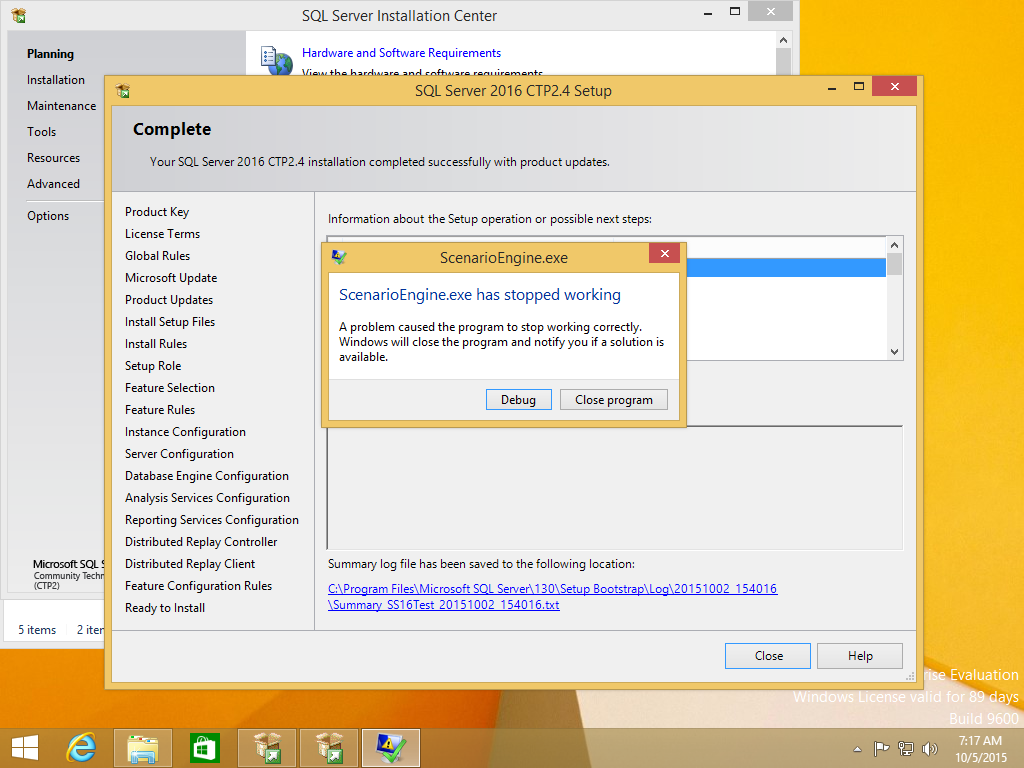 SQL Server Installation Center
Planning
Installation
Maintenance
Tools
Resources
Advanced
Options
Hardware and Software Requirements
View the hardware and software requirements
Microsoft SQL S
Community Techn
(CTP2)
5 items
2 iter
SQL Server 2016 CTP2.4 Setup
Complete
Your SQL Server 2016 CTP2.4 installation completed successfully with product updates.
Product Key
License Terms
Global Rules
Microsoft Update
Product Updates
Install Setup Files
Install Rules
Setup Role
Feature Selection
Feature Rules
Instance Configuration
Server Configuration
Database Engine Configuration
Analysis Services Configuration
Reporting Services Configuration
Distributed Replay Controller
Distributed Replay Client
Feature Configuration Rules
Ready to Install
Information about the Setup operation or possible next steps:
ScenarioEngine.exe
ScenarioEngine.exe has stopped working
A problem caused the program to stop working correctly.
Windows will close the program and notify you if a solution is
available.
Debug
Close program
Summary log file has been saved to the following location:
C:\Program Files\Microsoft SQL Server\130\Setup Bootstrap\Log\20151002_154016
\Summary_SS16Test_20151002_154016.txt
Close
Help
rise Evaluation
Windows License valid for 89 days
Build 9600
7:17 AM
10/5/2015